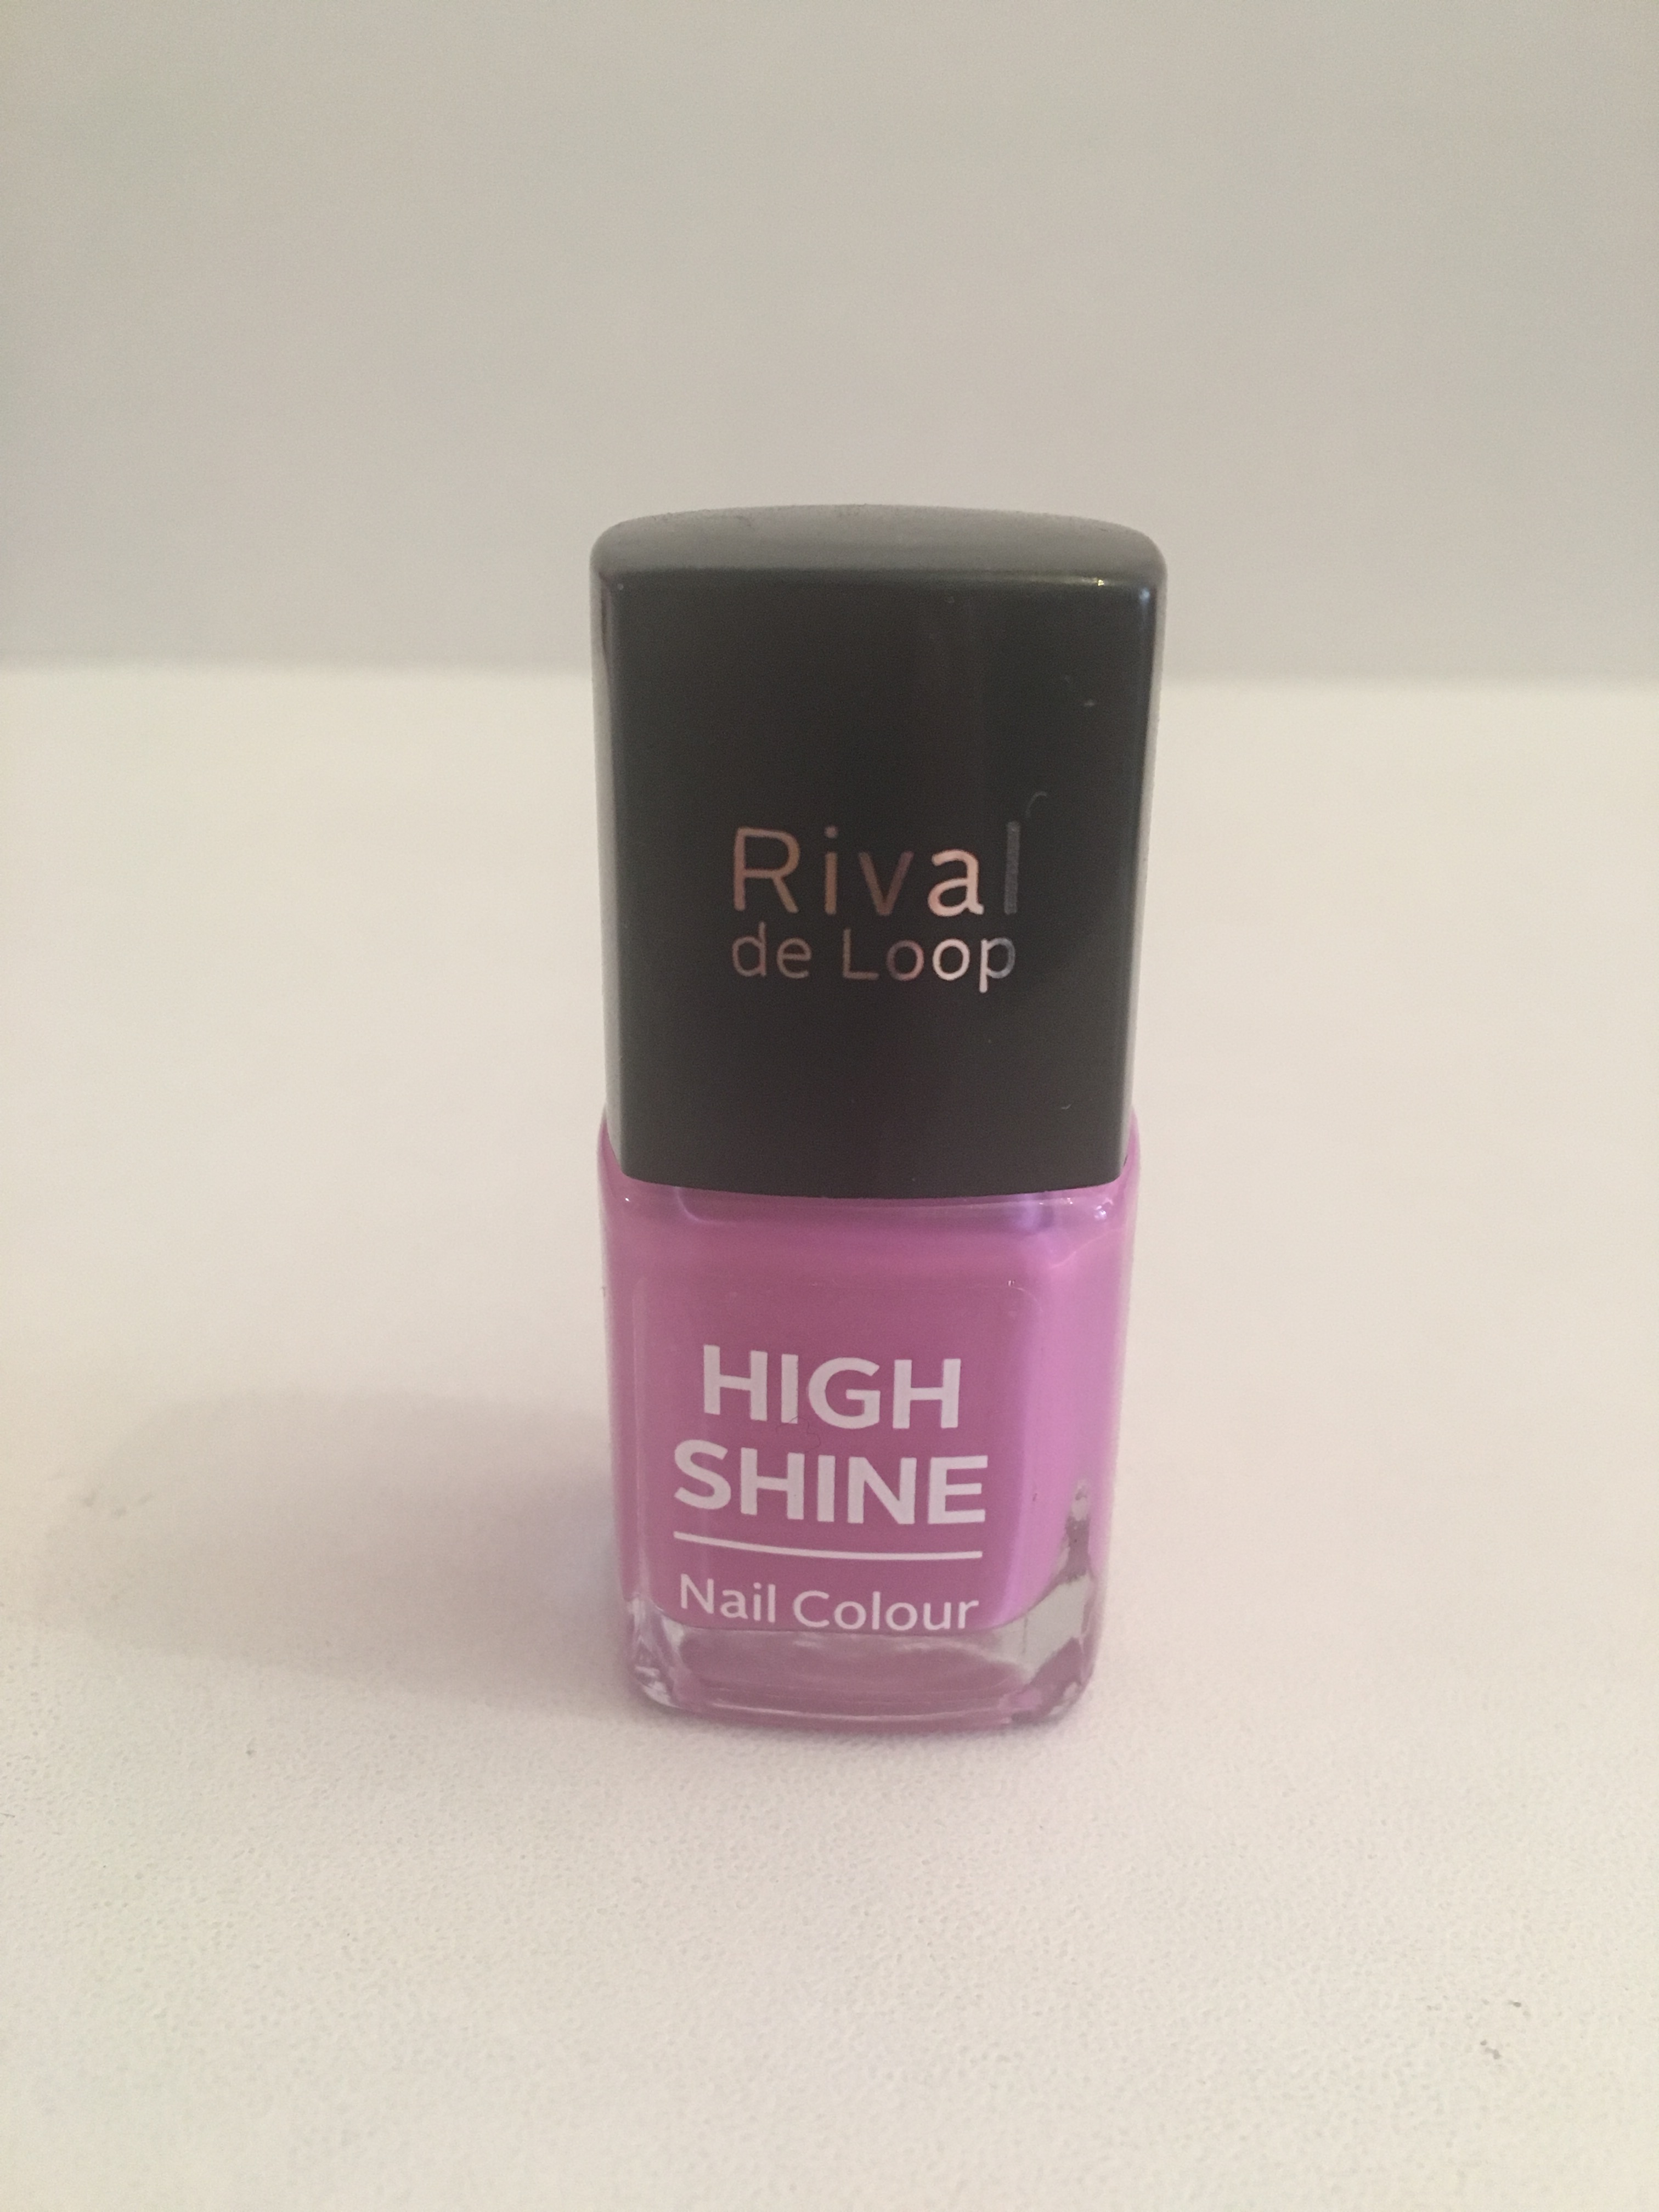 Rival
de Loop
HIGH
SHINE
Nail Colour